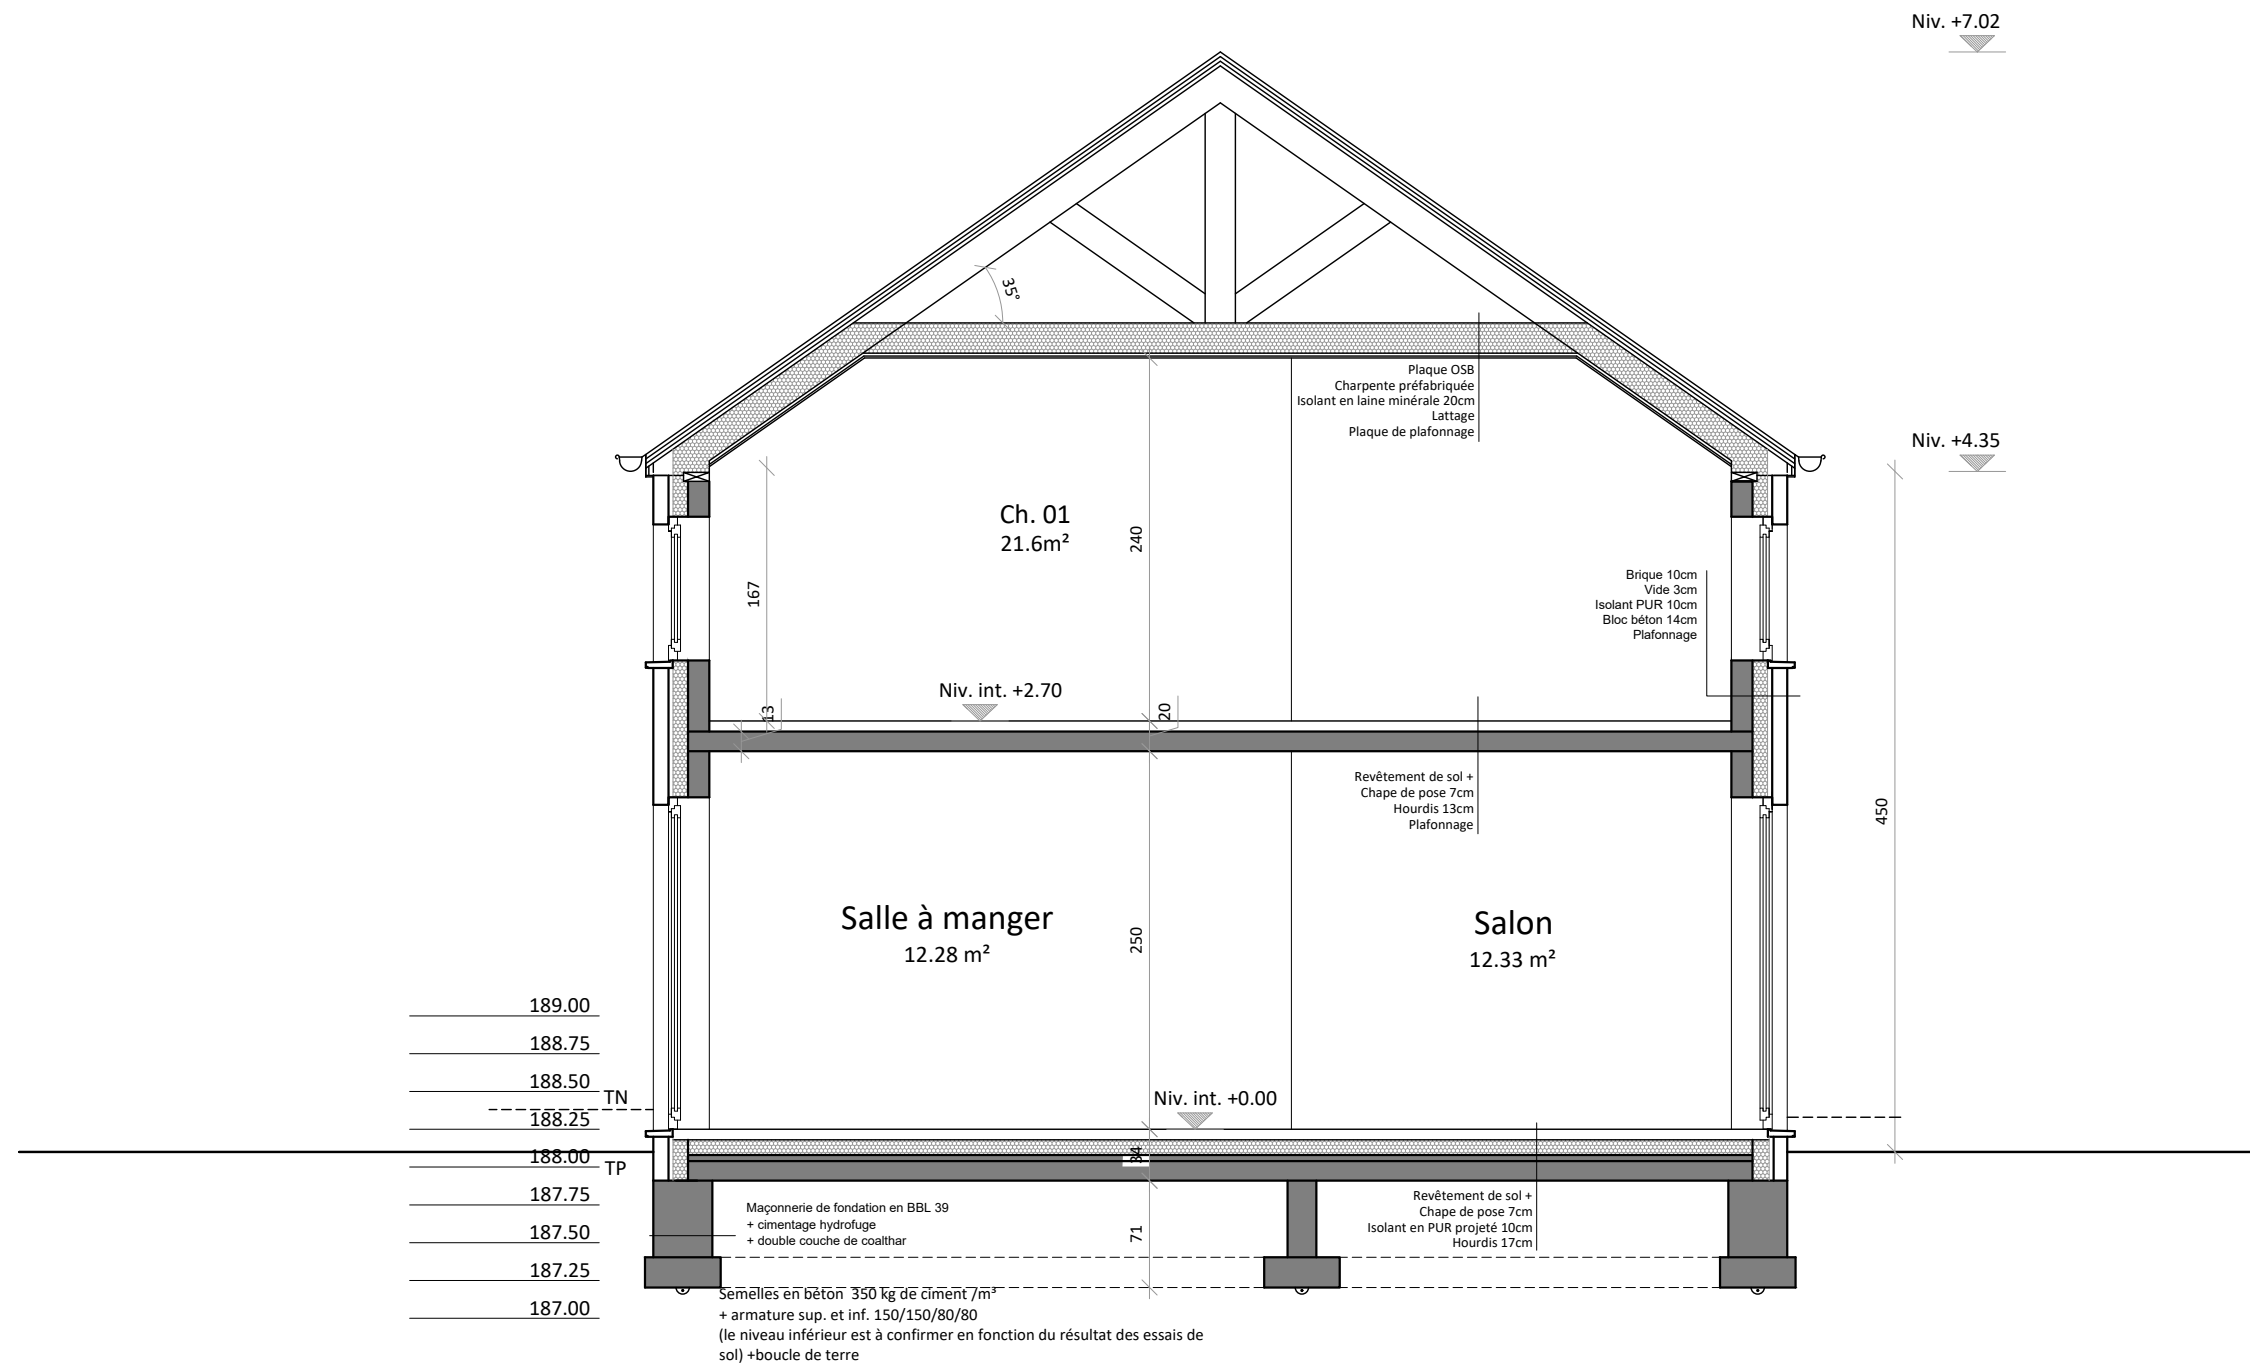 Niv. +7.02
35°
Plaque OSB
Charpente préfabriquée
Isolant en laine minérale 20cm
Lattage
Plaque de plafonnage
Niv. +4.35
Ch. 01
21.6m²
240
167
Brique 10cm
Vide 3cm
Isolant PUR 10cm
Bloc béton 14cm
Plafonnage
Niv. int. +2.70
13
20
Revêtement de sol +
Chape de pose 7cm
Hourdis 13cm
Plafonnage
450
Salle à manger
12.28 m²
250
Salon
12.33 m²
189.00
188.75
188.50
TN
188.25
188.00
TP
187.75
187.50
187.25
187.00
Niv. int. +0.00
34
71
Maçonnerie de fondation en BBL 39
+ cimentage hydrofuge
+ double couche de coalthar
Revêtement de sol +
Chape de pose 7cm
Isolant en PUR projeté 10cm
Hourdis 17cm
Semelles en béton 350 kg de ciment /m³
+ armature sup. et inf. 150/150/80/80
(le niveau inférieur est à confirmer en fonction du résultat des essais de
sol) +boucle de terre